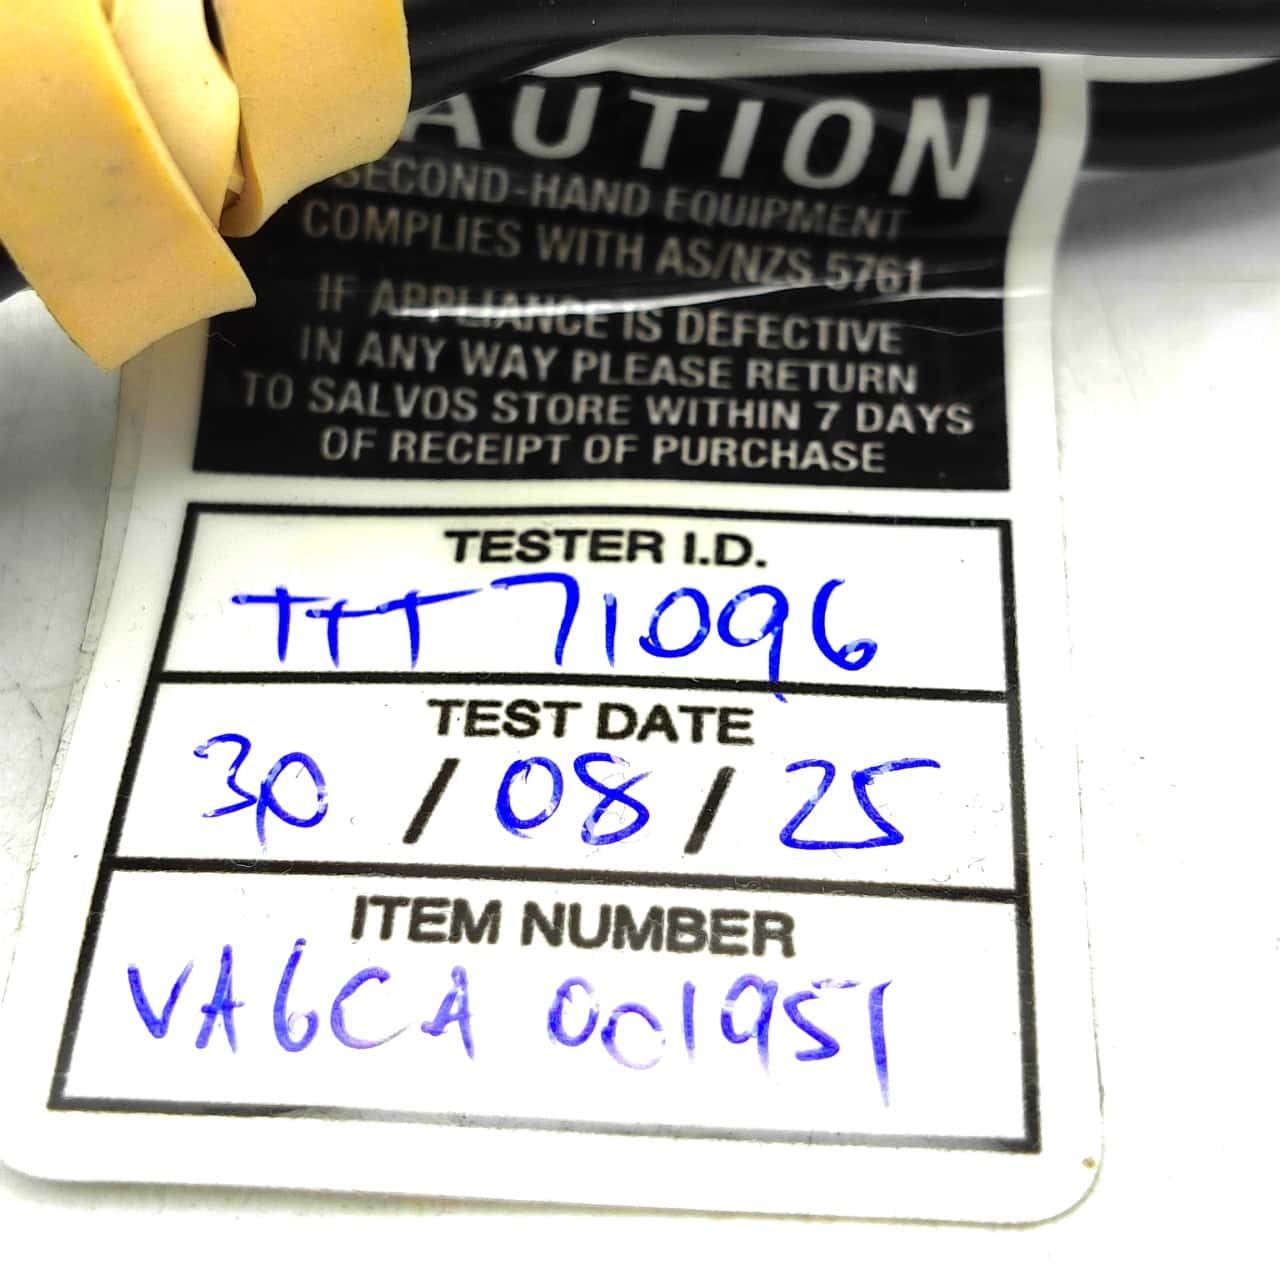 CAUTION
SECOND-HAND EQUIPMENT
COMPLIES WITH AS/NZS 5761
IF APPLIANCE IS DEFECTIVE
IN ANY WAY PLEASE RETURN
TO SALVOS STORE WITHIN 7 DAYS
OF RECEIPT OF PURCHASE
TESTER I.D.
TTT 71096
TEST DATE
30 / 08 / 25
ITEM NUMBER
VA6CA 001951